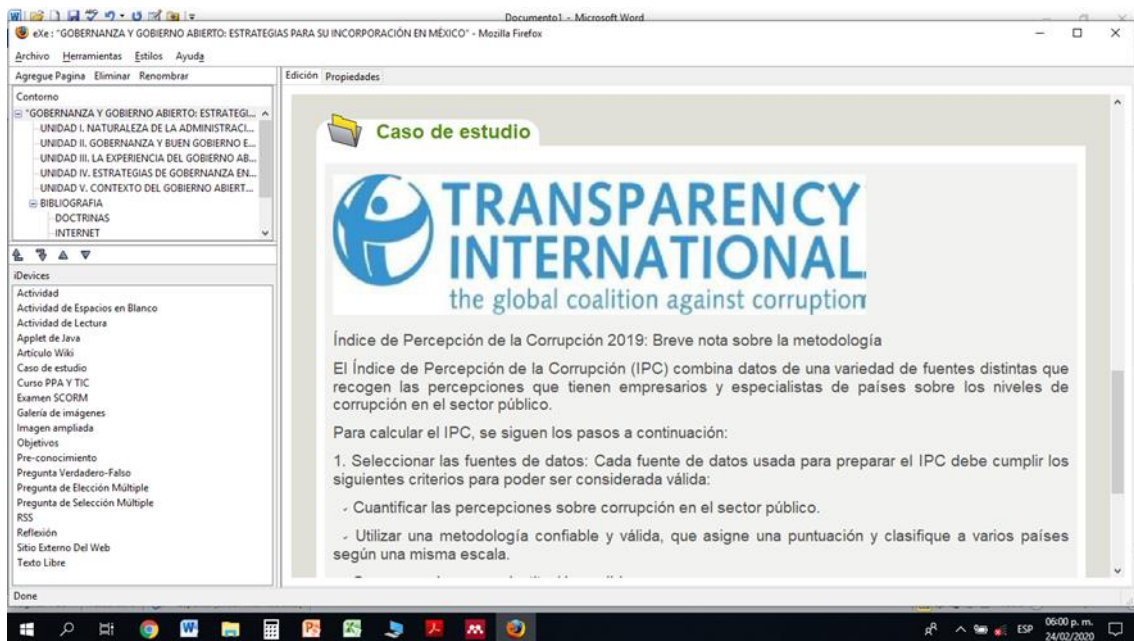 Documento1 - Microsoft Word
eXe : "GOBERNANZA Y GOBIERNO ABIERTO: ESTRATEGIAS PARA SU INCORPORACIÓN EN MÉXICO" - Mozilla Firefox
Archivo Herramientas Estilos Ayuda
Agregue Pagina Eliminar Renombrar
Edición Propiedades
Contorno
"GOBERNANZA Y GOBIERNO ABIERTO: ESTRATEGI...
UNIDAD I. NATURALEZA DE LA ADMINISTRACI...
UNIDAD II. GOBERNANZA Y BUEN GOBIERNO E...
UNIDAD III. LA EXPERIENCIA DEL GOBIERNO AB...
UNIDAD IV. ESTRATEGIAS DE GOBERNANZA EN...
UNIDAD V. CONTEXTO DEL GOBIERNO ABIERT...
BIBLIOGRAFIA
DOCTRINAS
INTERNET
iDevices
Actividad
Actividad de Espacios en Blanco
Actividad de Lectura
Applet de Java
Artículo Wiki
Caso de estudio
Curso PPA Y TIC
Examen SCORM
Galería de imágenes
Imagen ampliada
Objetivos
Pre-conocimiento
Pregunta Verdadero-Falso
Pregunta de Elección Múltiple
Pregunta de Selección Múltiple
RSS
Reflexión
Sitio Externo Del Web
Texto Libre
Caso de estudio
TRANSPARENCY
INTERNATIONAL
the global coalition against corruption
Índice de Percepción de la Corrupción 2019: Breve nota sobre la metodología
El Índice de Percepción de la Corrupción (IPC) combina datos de una variedad de fuentes distintas que
recogen las percepciones que tienen empresarios y especialistas de países sobre los niveles de
corrupción en el sector público.
Para calcular el IPC, se siguen los pasos a continuación:
1. Seleccionar las fuentes de datos: Cada fuente de datos usada para preparar el IPC debe cumplir los
siguientes criterios para poder ser considerada válida:
- Cuantificar las percepciones sobre corrupción en el sector público.
- Utilizar una metodología confiable y válida, que asigne una puntuación y clasifique a varios países
según una misma escala.
Done
ESP
06:00 p. m.
24/02/2020